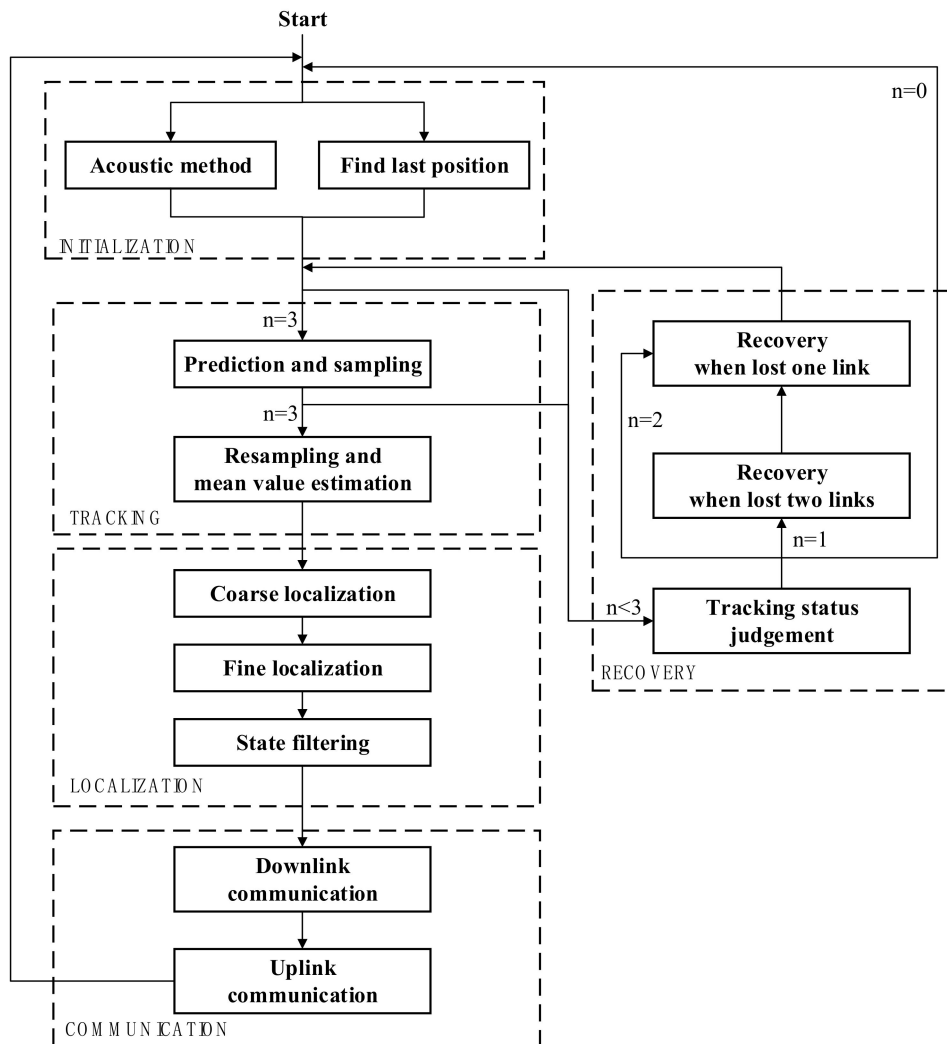 Start
n=0
Acoustic method
Find last position
INITIALIZATION
n=3
Prediction and sampling
n=3
Resampling and
mean value estimation
TRACKING
Recovery
when lost one link
n=2
Recovery
when lost two links
n=1
n<3
Tracking status
judgement
RECOVERY
Coarse localization
Fine localization
State filtering
LOCALIZATION
Downlink
communication
Uplink
communication
COMMUNICATION